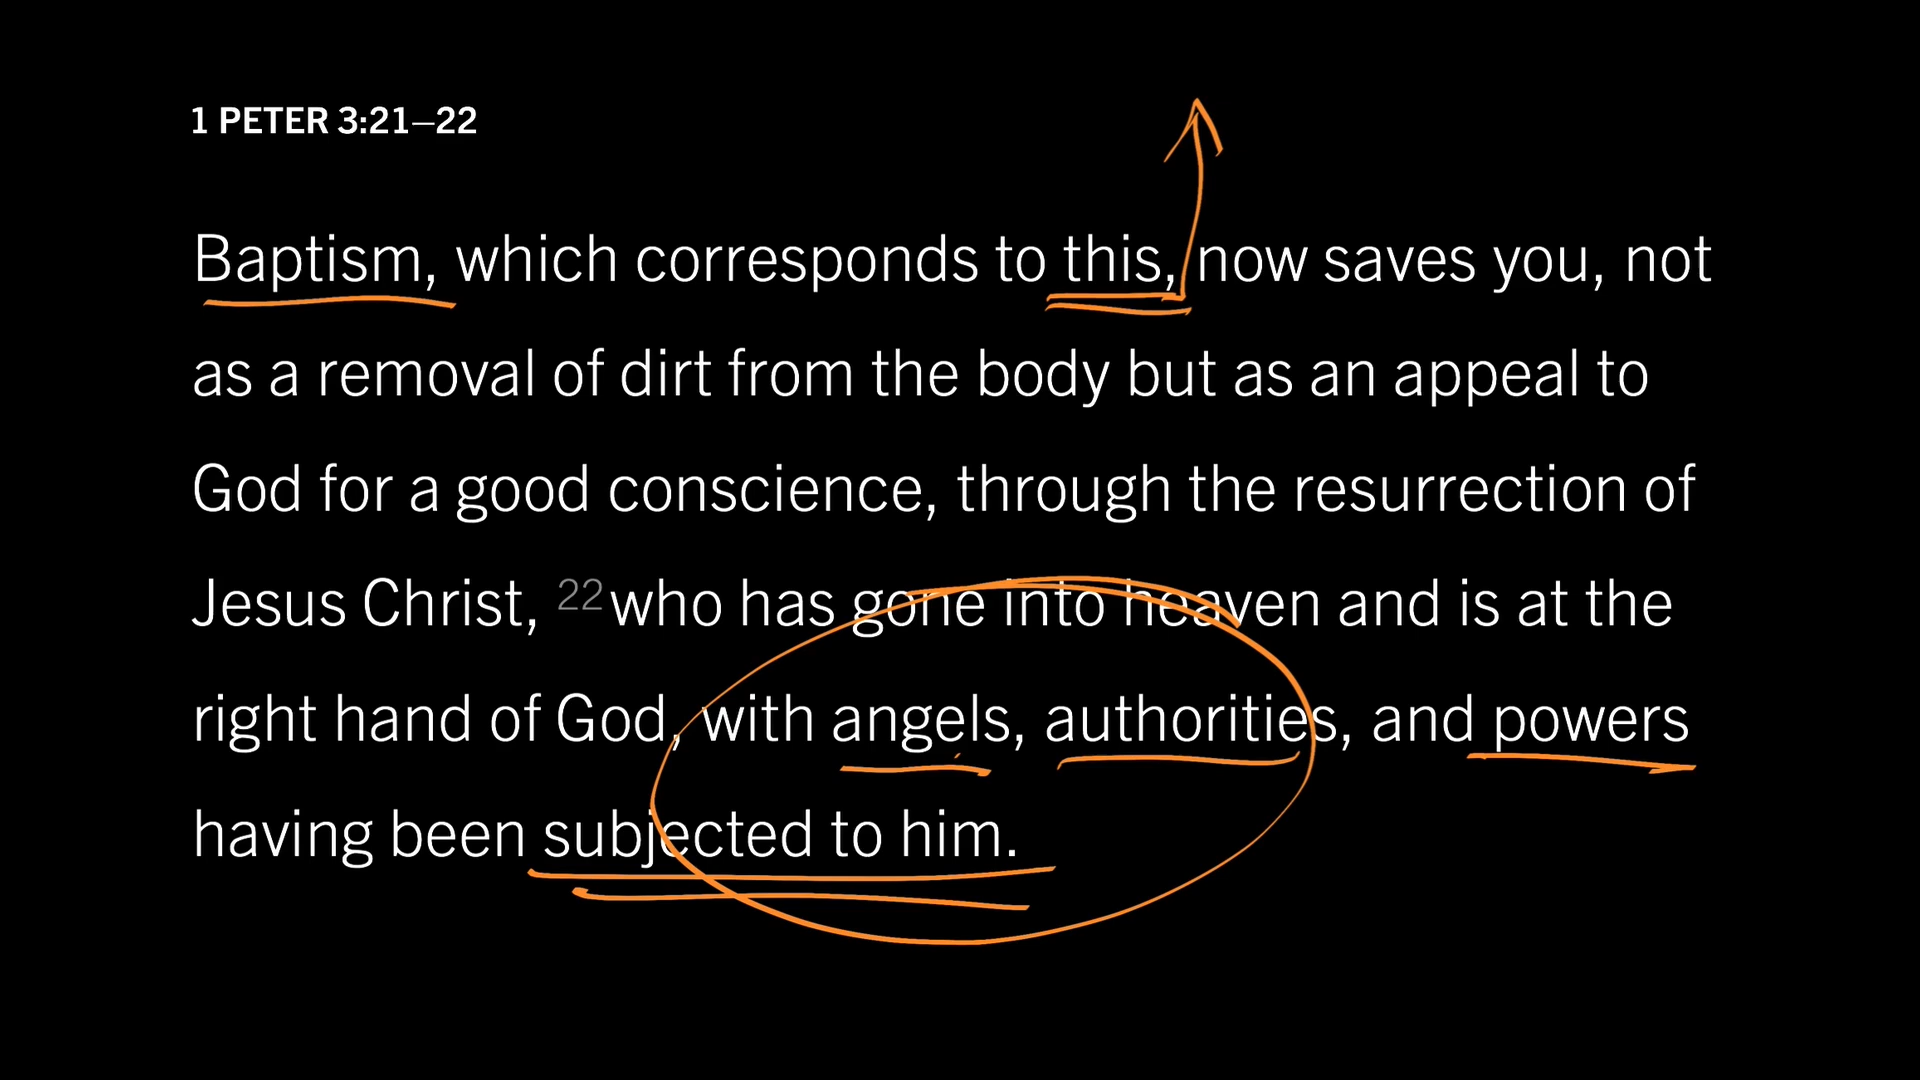 1 PETER 3:21–22
Baptism, which corresponds to this, now saves you, not
as a removal of dirt from the body but as an appeal to
God for a good conscience, through the resurrection of
Jesus Christ, 22 who has gone into heaven and is at the
right hand of God, with angels, authorities, and powers
having been subjected to him.